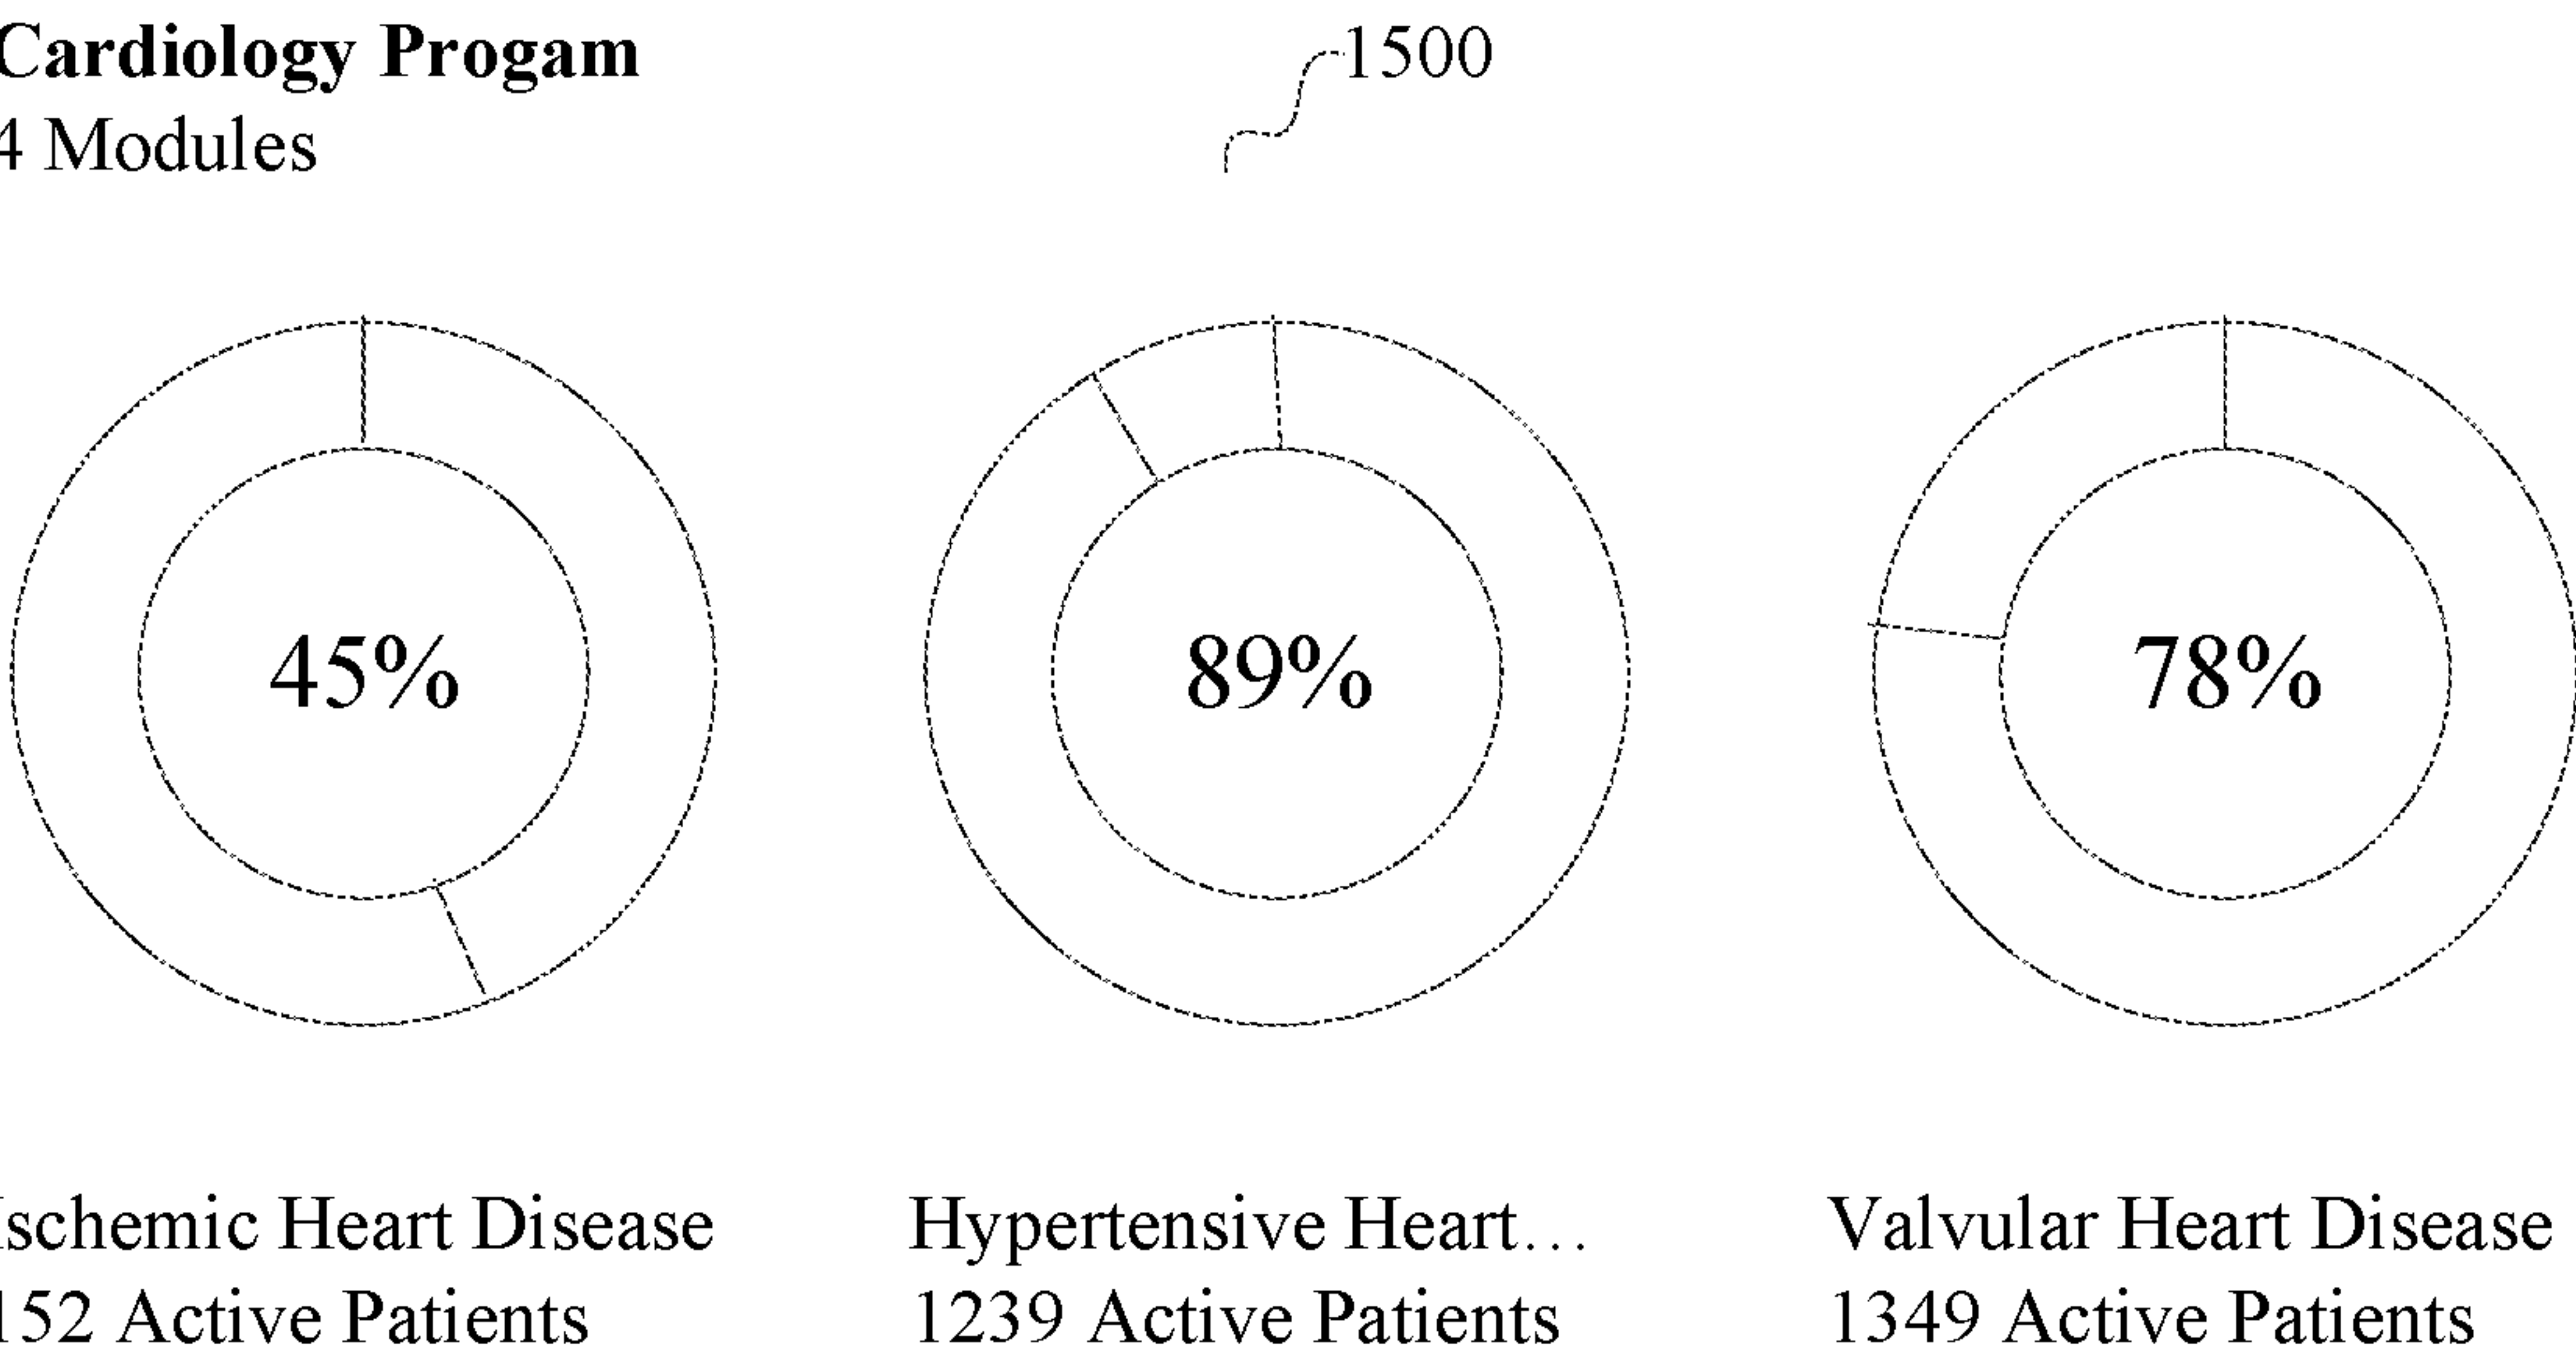 Cardiology Progam
4 Modules
1500
45%
89%
78%
Ischemic Heart Disease
152 Active Patients
Hypertensive Heart…
1239 Active Patients
Valvular Heart Disease
1349 Active Patients